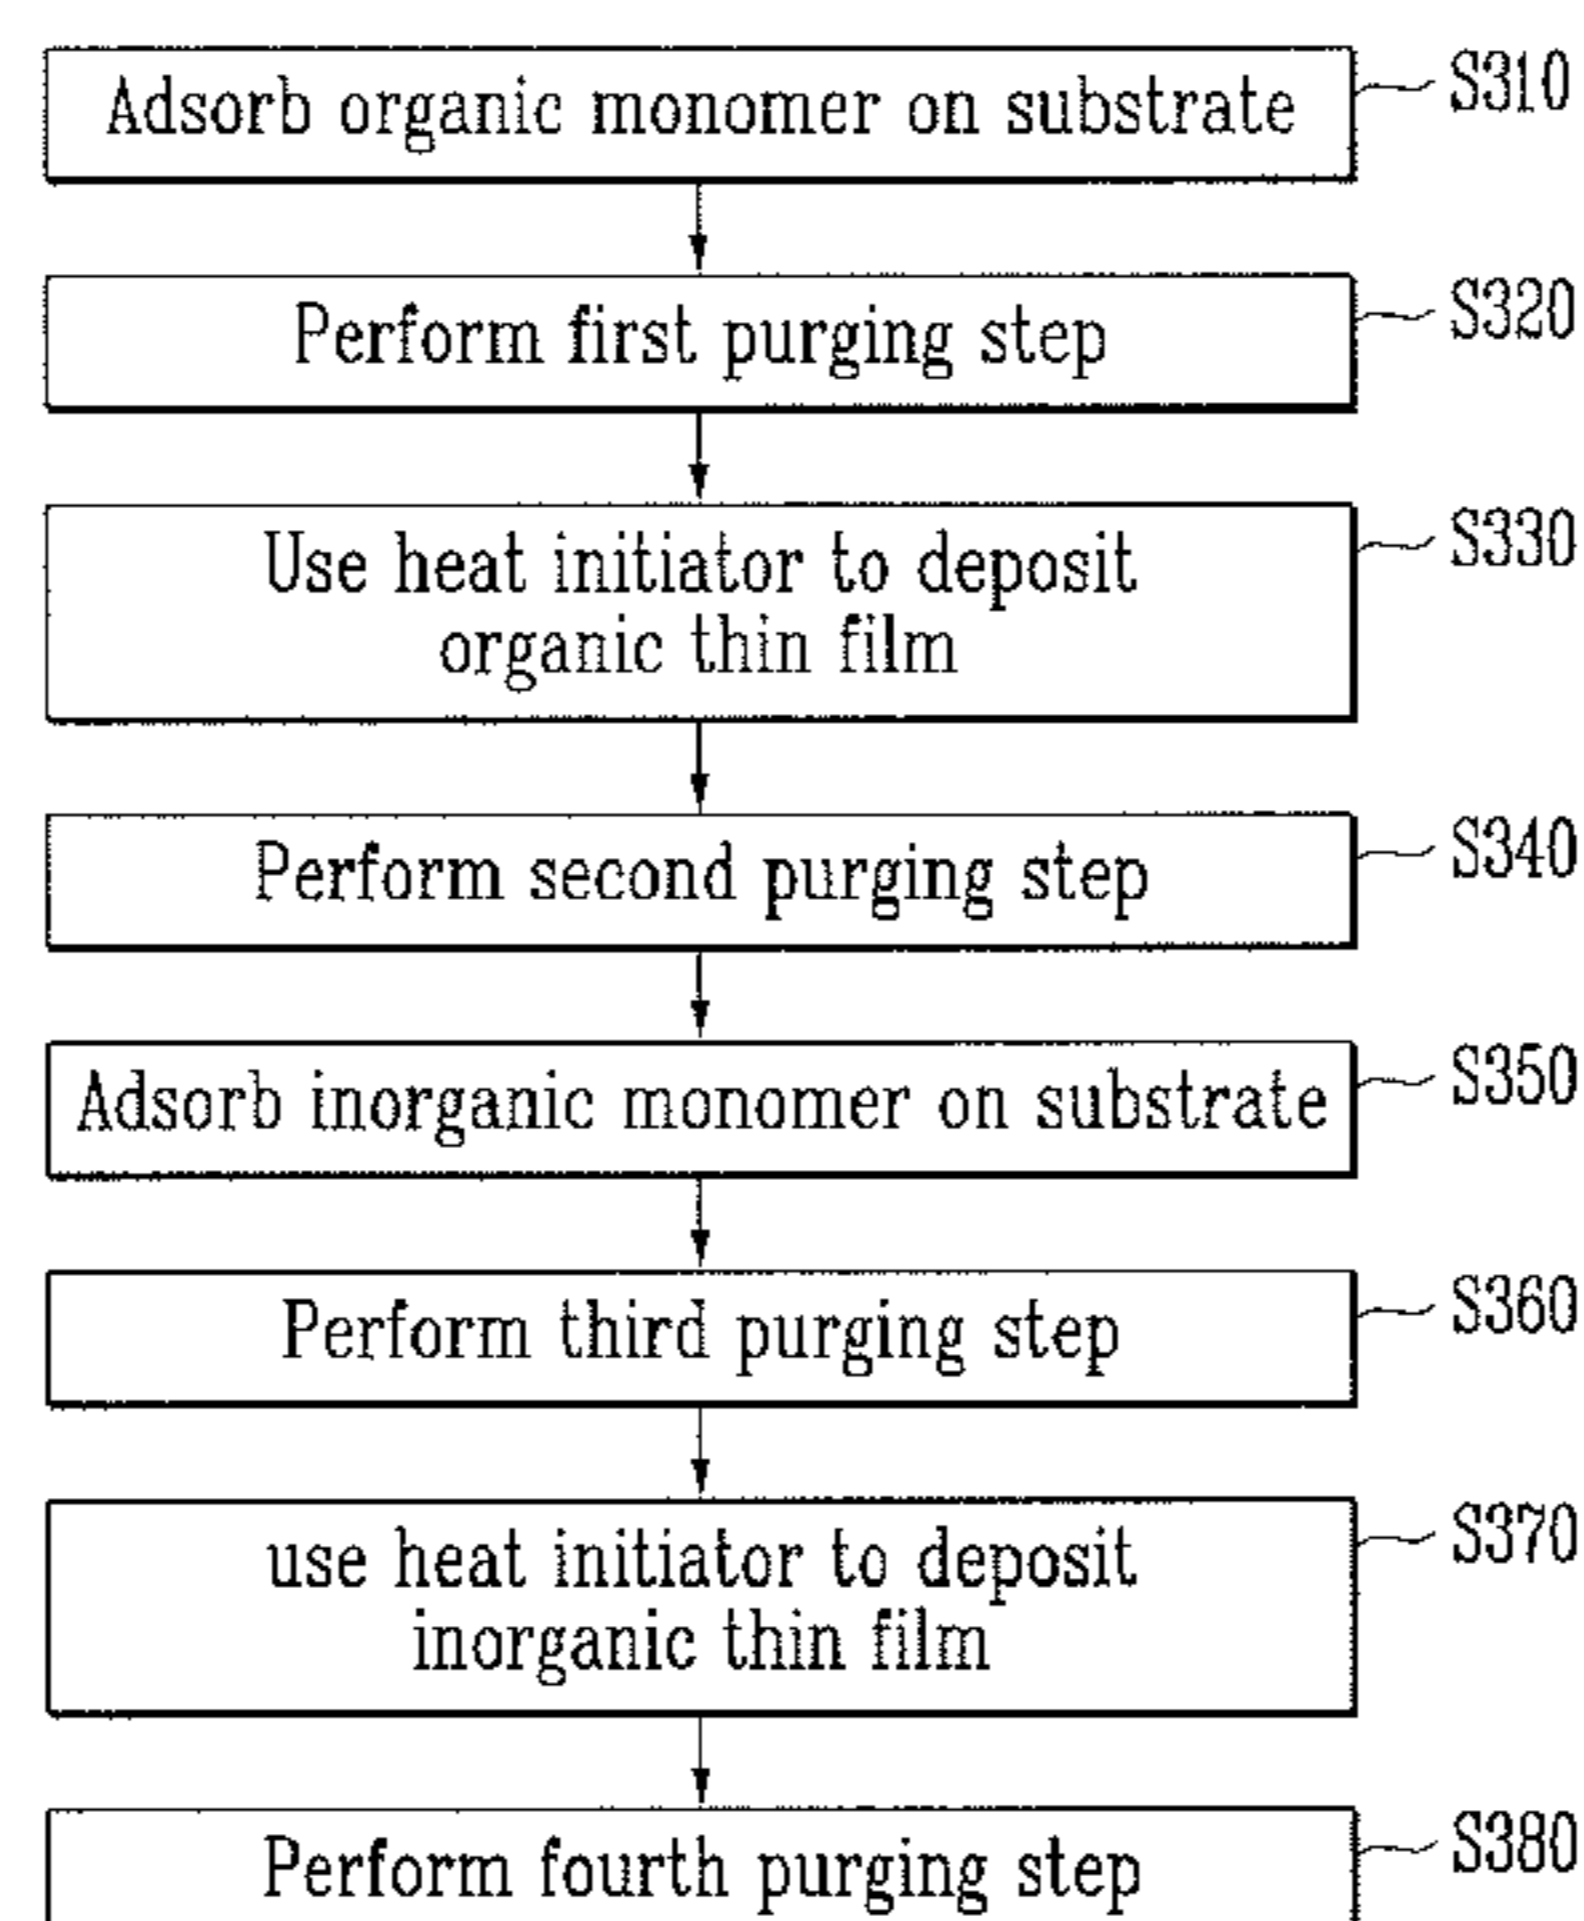 Adsorb organic monomer on substrate
S310
Perform first purging step
S320
Use heat initiator to deposit
organic thin film
S330
Perform second purging step
S340
Adsorb inorganic monomer on substrate
S350
Perform third purging step
S360
use heat initiator to deposit
inorganic thin film
S370
Perform fourth purging step
S380